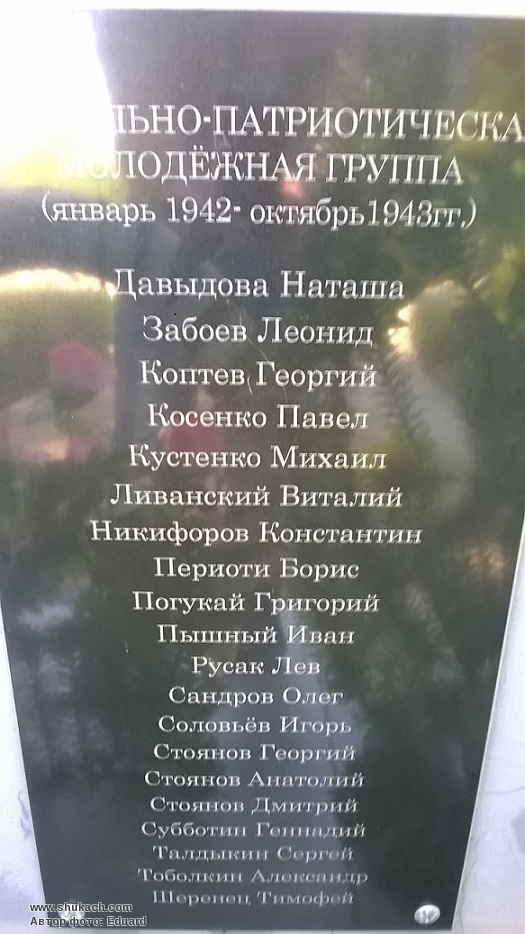 ЛЬНО-ПАТРИОТИЧЕСКА
МОЛОДЁЖНАЯ ГРУППА
(январь 1942- октябрь1943гг.)
Давыдова Наташа
Забоев Леонид
Коптев Георгий
Косенко Павел
Кустенко Михаил
Ливанский Виталий
Никифоров Константин
Периоти Борис
Погукай Григорий
Пышный Иван
Русак Лев
Сандров Олег
Соловьёв Игорь
Стоянов Георгий
Стоянов Анатолий
Стоянов Дмитрий
Субботин Геннадий
Талдыкин Сергей
Тоболкин Александр
Шеренец Тимофей
www.shukach.com
Автор фото: Eduard